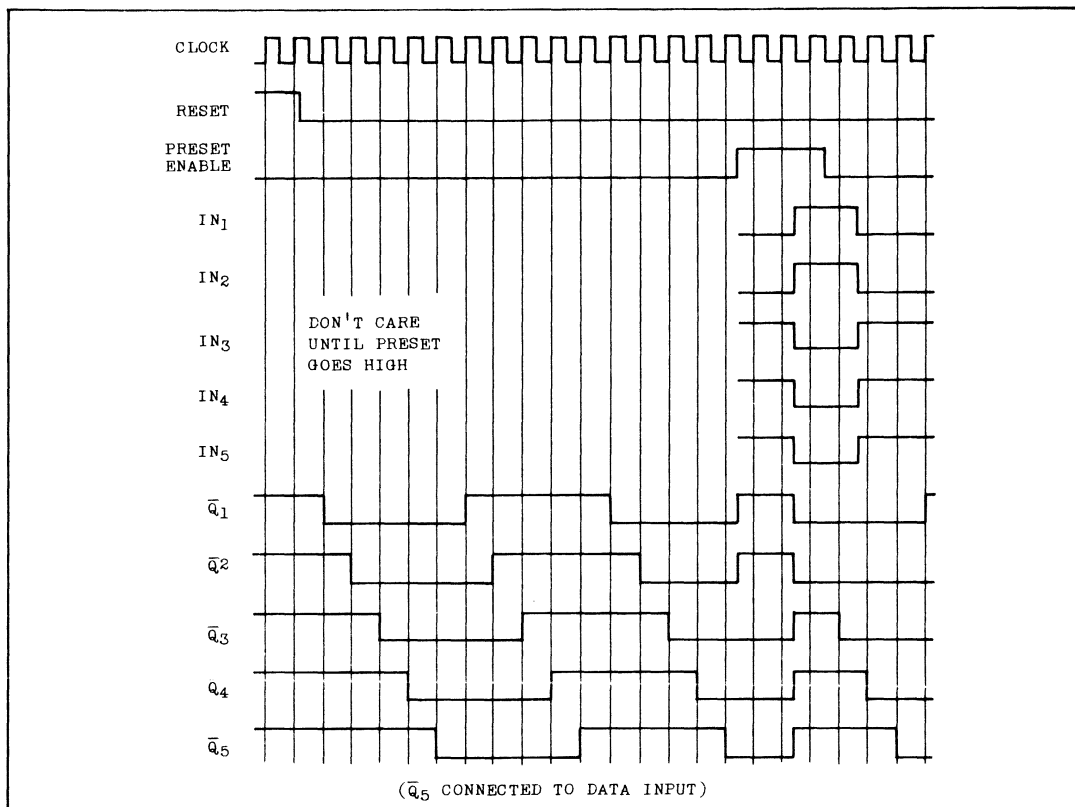 CLOCK
RESET
PRESET
ENABLE
IN₁
IN₂
IN₃
IN₄
IN₅
DON'T CARE
UNTIL PRESET
GOES HIGH
Q̅₁
Q̅2
Q̅₃
Q₄
Q̅₅
(Q̅₅ CONNECTED TO DATA INPUT)